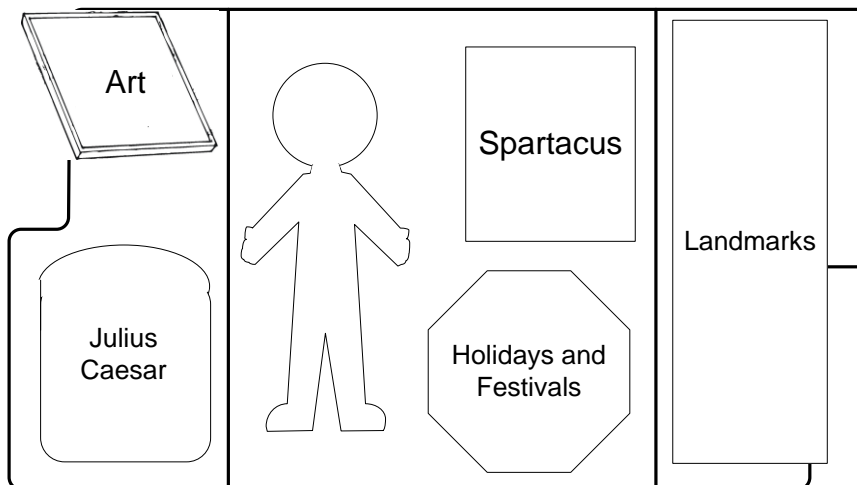 Art
Spartacus
Landmarks
Julius
Caesar
Holidays and
Festivals